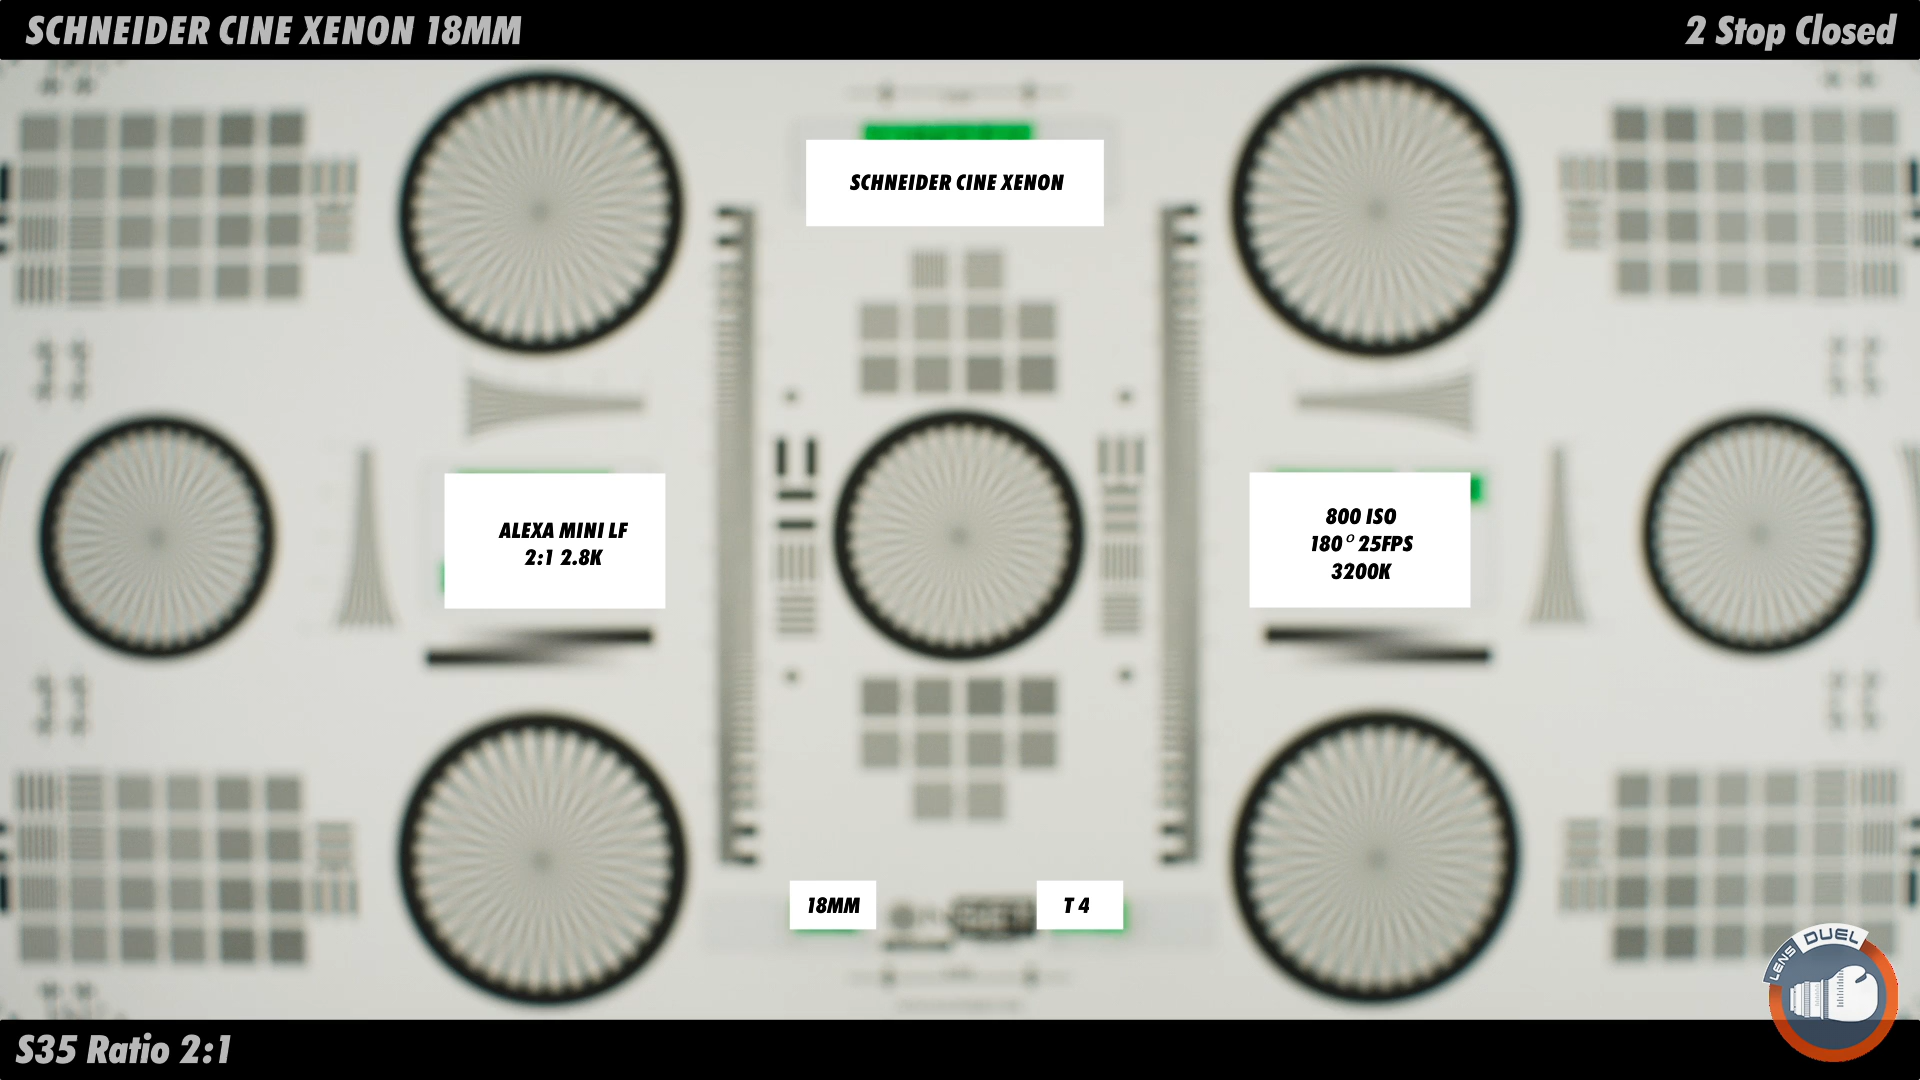 SCHNEIDER CINE XENON 18MM
2 Stop Closed
SCHNEIDER CINE XENON
ALEXA MINI LF
2:1 2.8K
800 ISO
180° 25FPS
3200K
18MM
T 4
LENS DUEL
S35 Ratio 2:1